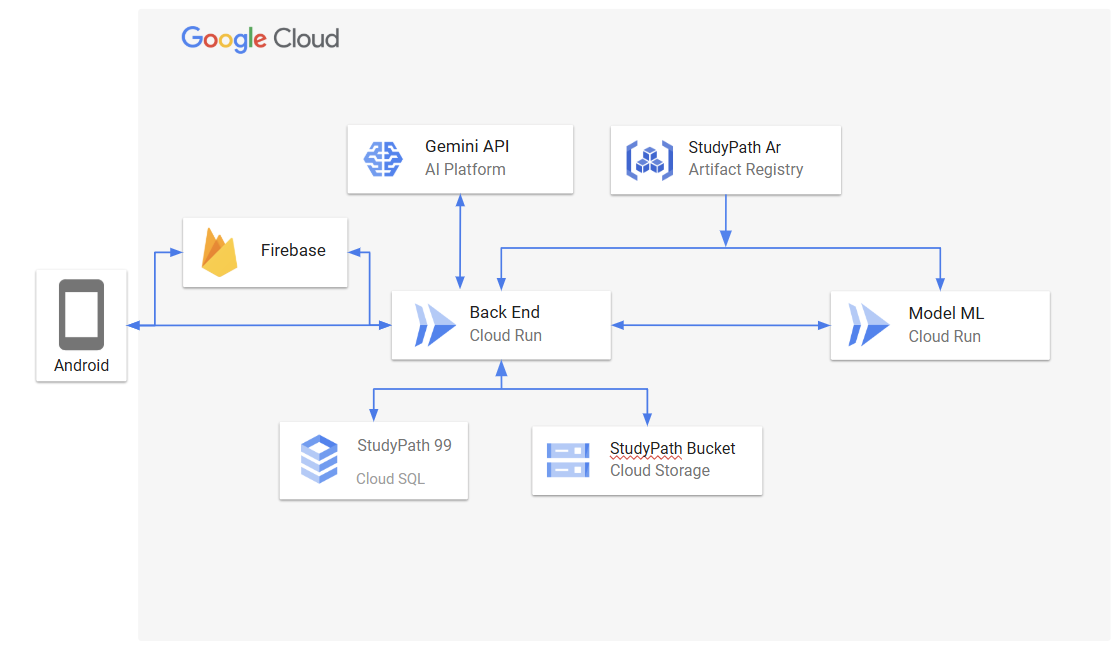 Google Cloud
Gemini API
AI Platform
StudyPath Ar
Artifact Registry
Firebase
Android
Back End
Cloud Run
Model ML
Cloud Run
StudyPath 99
Cloud SQL
StudyPath Bucket
Cloud Storage